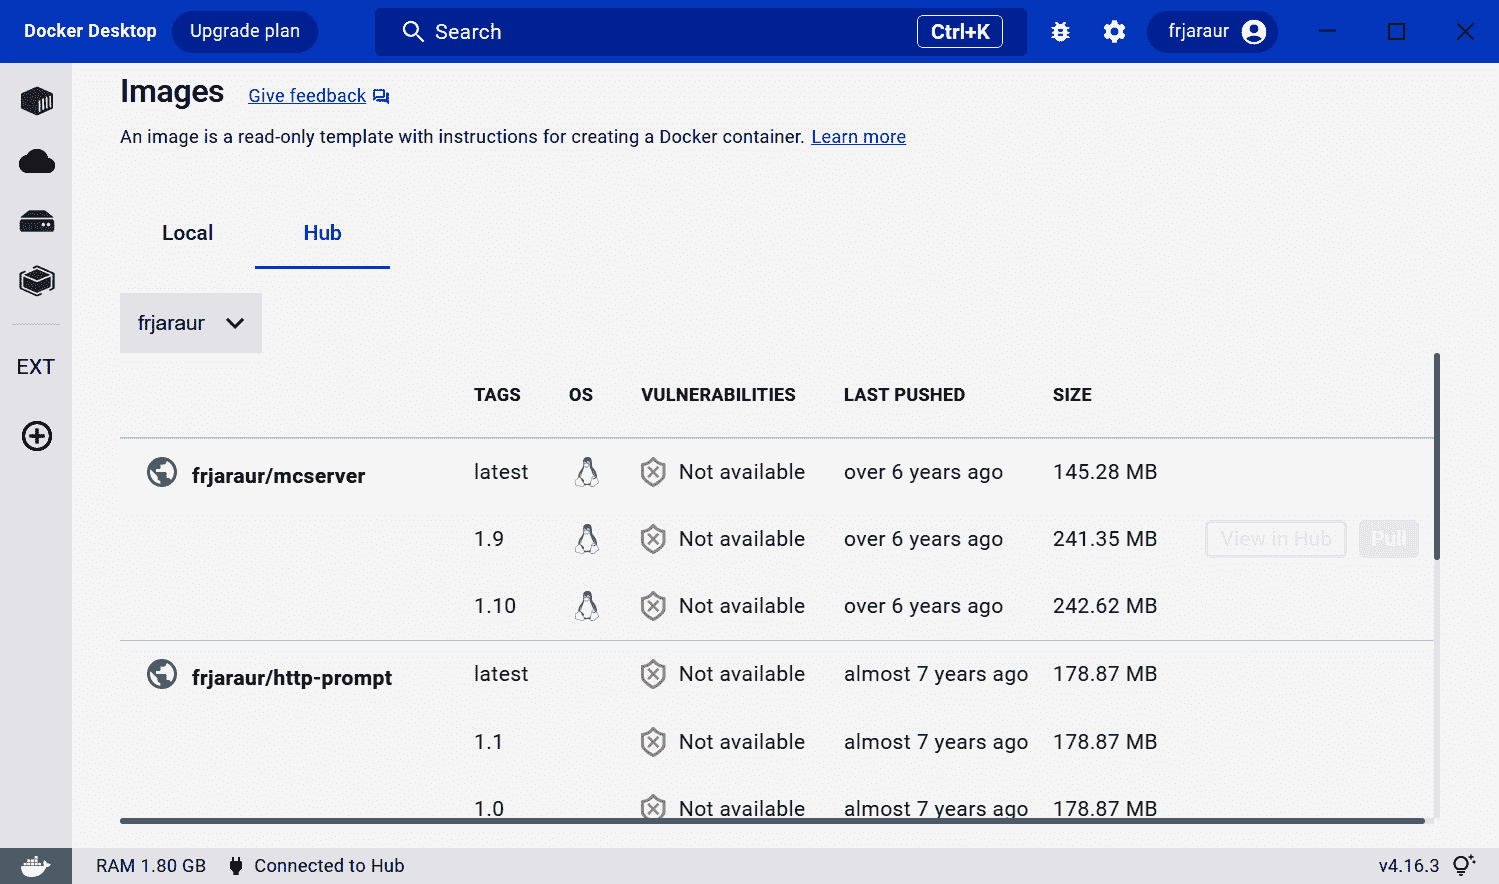 Docker Desktop Upgrade plan Search Ctrl+K frjaraur
Images Give feedback
An image is a read-only template with instructions for creating a Docker container. Learn more
Local Hub
frjaraur
EXT
TAGS OS VULNERABILITIES LAST PUSHED SIZE
frjaraur/mcserver latest Not available over 6 years ago 145.28 MB
1.9 Not available over 6 years ago 241.35 MB View in Hub Pull
1.10 Not available over 6 years ago 242.62 MB
frjaraur/http-prompt latest Not available almost 7 years ago 178.87 MB
1.1 Not available almost 7 years ago 178.87 MB
1.0 Not available almost 7 years ago 178.87 MB
RAM 1.80 GB Connected to Hub v4.16.3